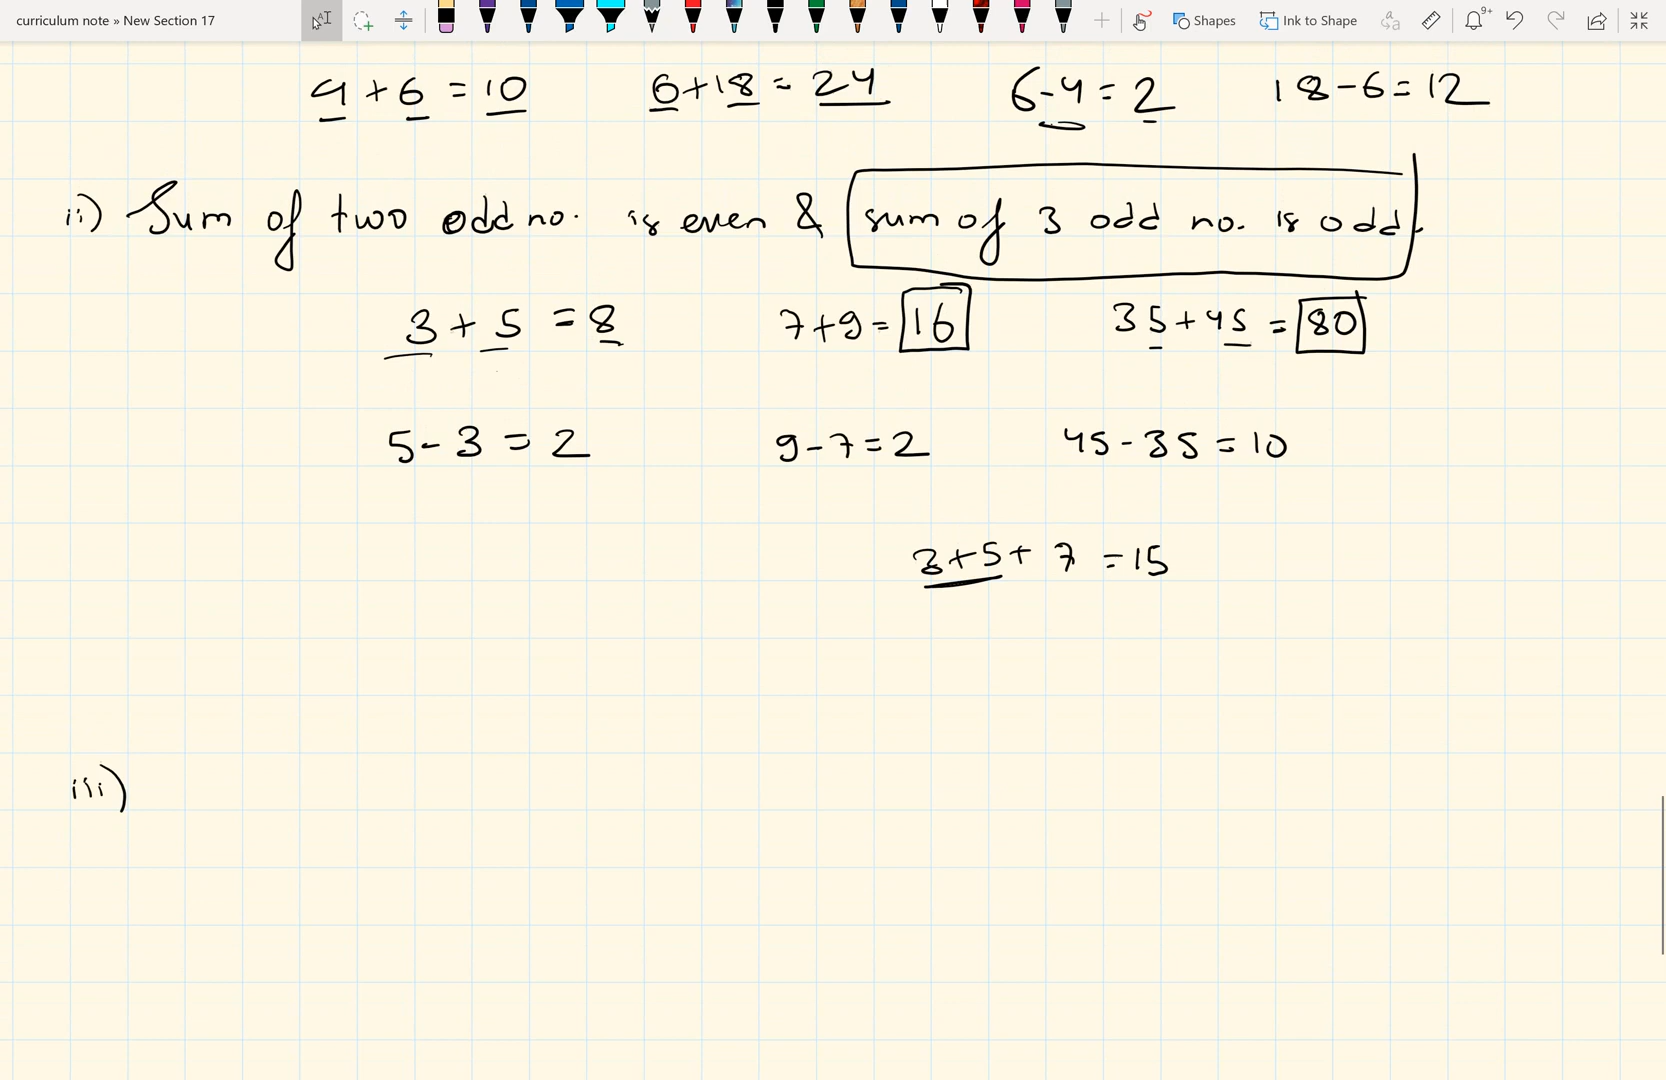 curriculum note » New Section 17 Shapes Ink to Shape 9+
4 + 6 = 10 6+18 = 24 6-4 = 2 18-6=12
ii) Sum of two odd no. is even & sum of 3 odd no. is odd.
3 + 5 = 8 7+9= 16 35+45 = 80
5-3 = 2 9-7=2 45-35=10
3+5+ 7 =15
iii)